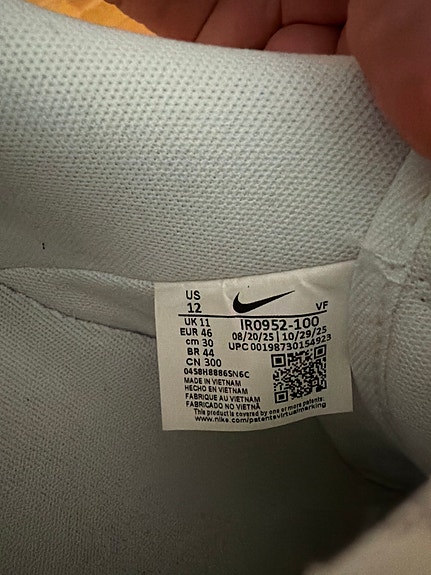 US
12
VF
UK 11
EUR 46
cm 30
BR 44
CN 300
IR0952-100
08/20/25 | 10/29/25
UPC 00198730154923
0458H8886SN6C
MADE IN VIETNAM
HECHO EN VIETNAM
FABRIQUE AU VIETNAM
FABRICADO NO VIETNÃ
This product is covered by one or more patents.
www.nike.com/patentsvirtualmarking